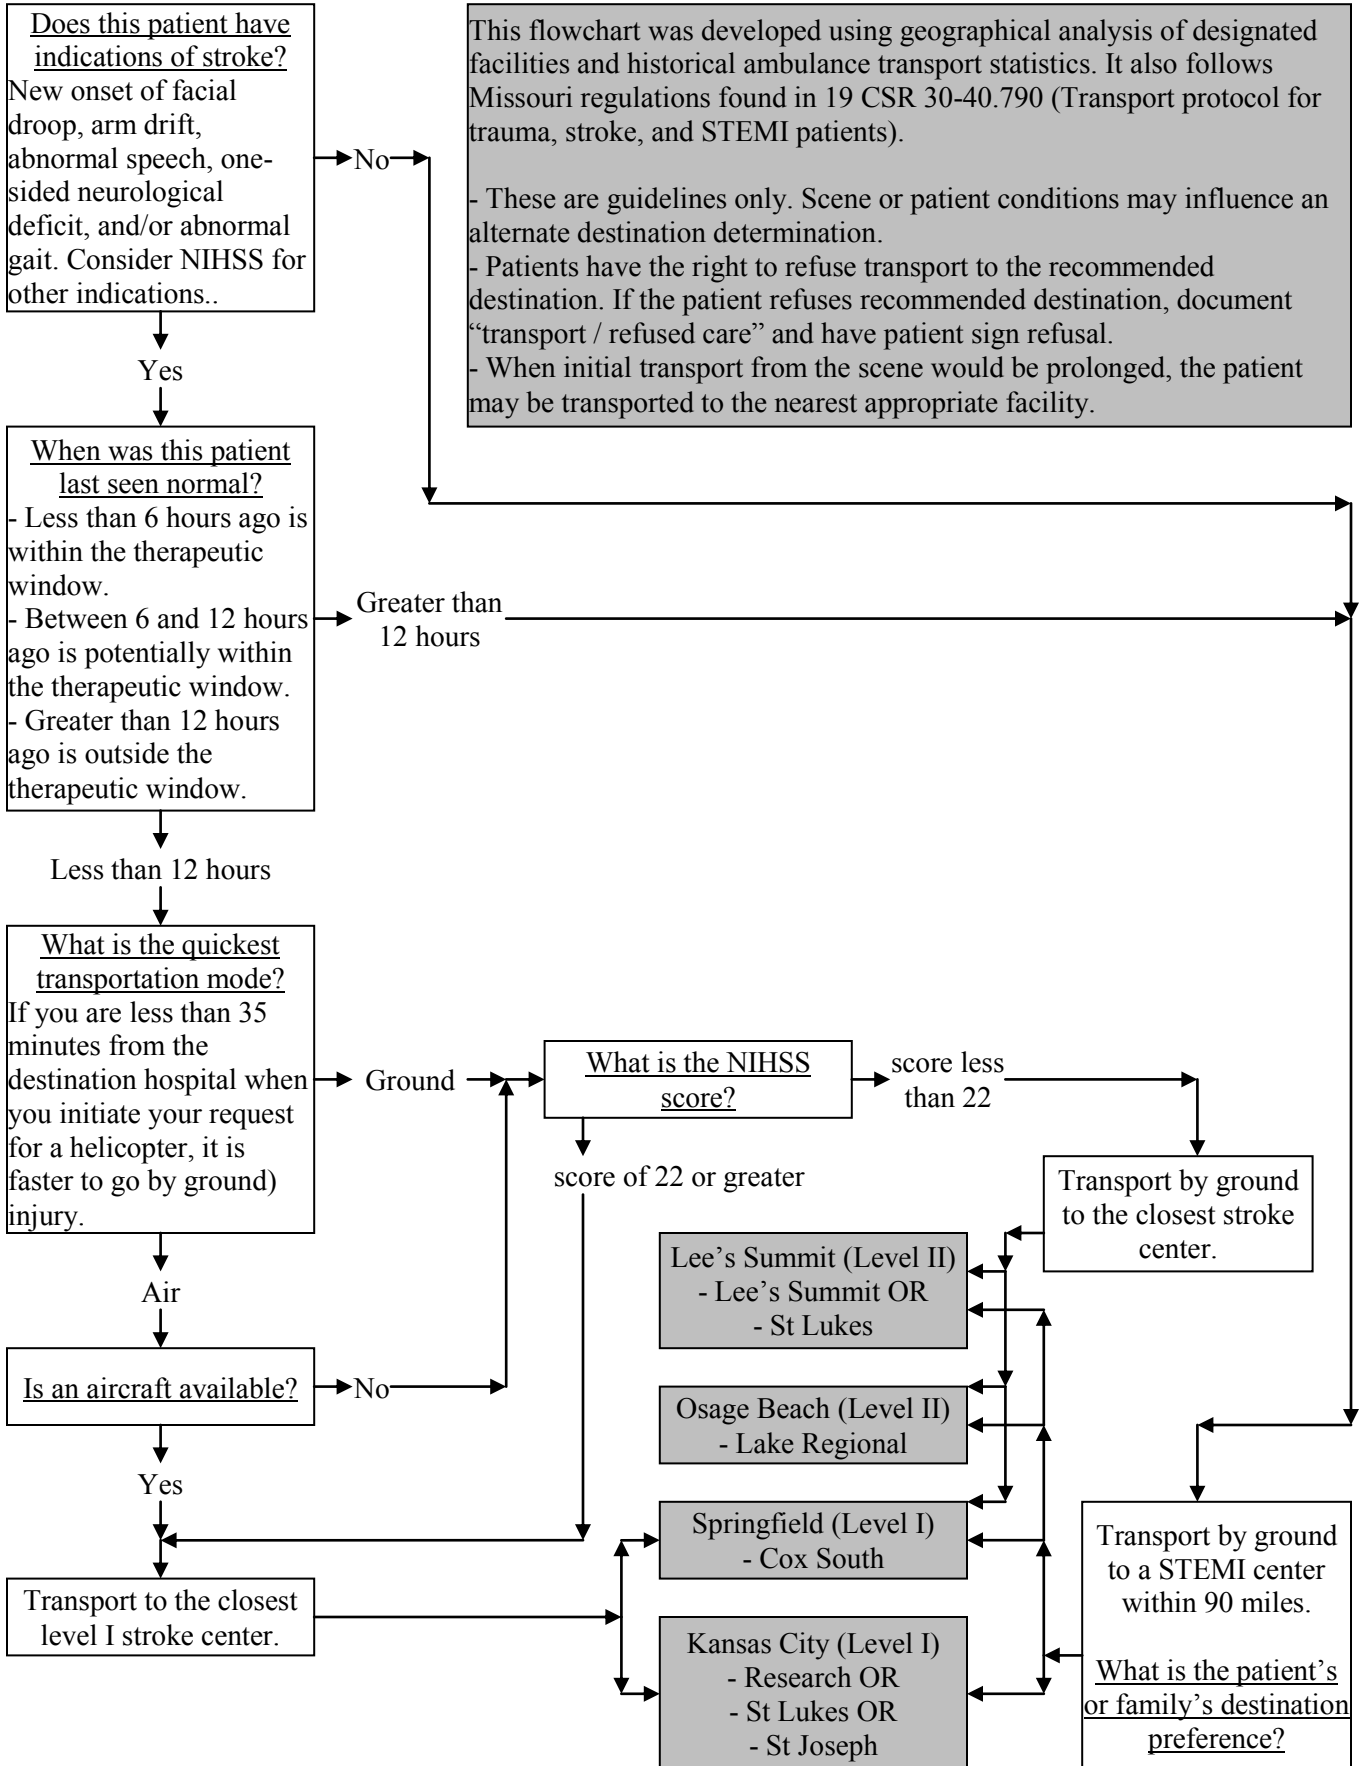 Does this patient have
indications of stroke?
New onset of facial
droop, arm drift,
abnormal speech, one-
sided neurological
deficit, and/or abnormal
gait. Consider NIHSS for
other indications..
No
This flowchart was developed using geographical analysis of designated
facilities and historical ambulance transport statistics. It also follows
Missouri regulations found in 19 CSR 30-40.790 (Transport protocol for
trauma, stroke, and STEMI patients).
- These are guidelines only. Scene or patient conditions may influence an
alternate destination determination.
- Patients have the right to refuse transport to the recommended
destination. If the patient refuses recommended destination, document
“transport / refused care” and have patient sign refusal.
- When initial transport from the scene would be prolonged, the patient
may be transported to the nearest appropriate facility.
Yes
When was this patient
last seen normal?
- Less than 6 hours ago is
within the therapeutic
window.
- Between 6 and 12 hours
ago is potentially within
the therapeutic window.
- Greater than 12 hours
ago is outside the
therapeutic window.
Greater than
12 hours
Less than 12 hours
What is the quickest
transportation mode?
If you are less than 35
minutes from the
destination hospital when
you initiate your request
for a helicopter, it is
faster to go by ground)
injury.
Ground
What is the NIHSS
score?
score less
than 22
score of 22 or greater
Transport by ground
to the closest stroke
center.
Air
Is an aircraft available?
No
Yes
Transport to the closest
level I stroke center.
Lee’s Summit (Level II)
- Lee’s Summit OR
- St Lukes
Osage Beach (Level II)
- Lake Regional
Springfield (Level I)
- Cox South
Kansas City (Level I)
- Research OR
- St Lukes OR
- St Joseph
Transport by ground
to a STEMI center
within 90 miles.
What is the patient’s
or family’s destination
preference?